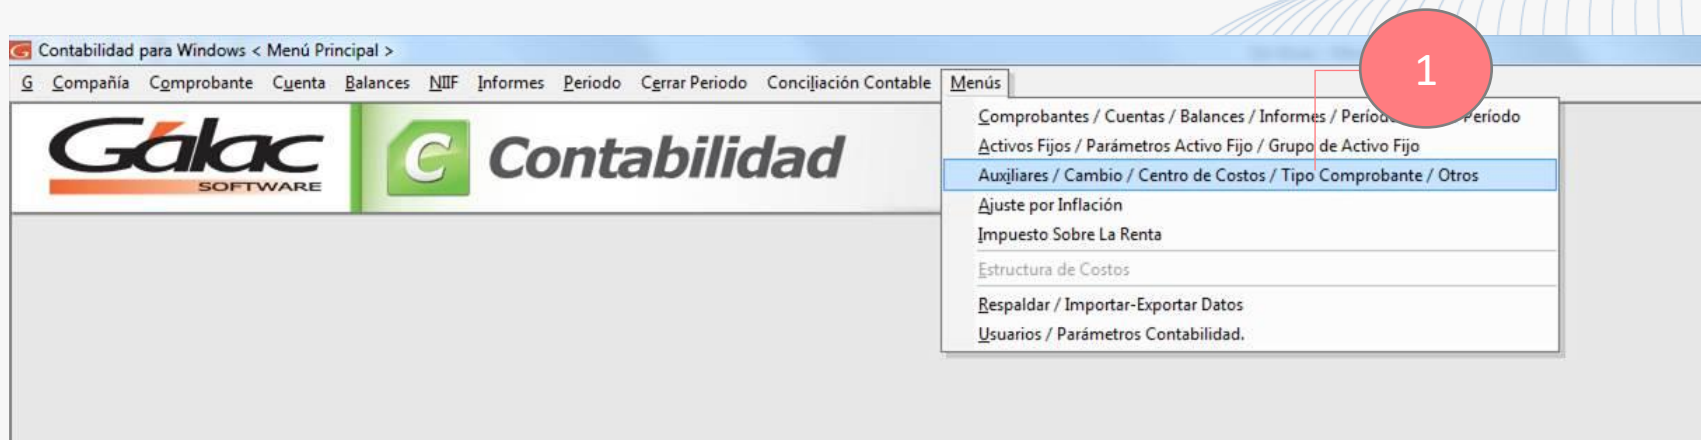 Contabilidad para Windows < Menú Principal >
G Compañía Comprobante Cuenta Balances NIIF Informes Periodo Cerrar Periodo Conciliación Contable Menús
1
Comprobantes / Cuentas / Balances / Informes / Período
Período
Activos Fijos / Parámetros Activo Fijo / Grupo de Activo Fijo
Auxiliares / Cambio / Centro de Costos / Tipo Comprobante / Otros
Ajuste por Inflación
Impuesto Sobre La Renta
Estructura de Costos
Respaldar / Importar-Exportar Datos
Usuarios / Parámetros Contabilidad.
Gálac
SOFTWARE
C Contabilidad